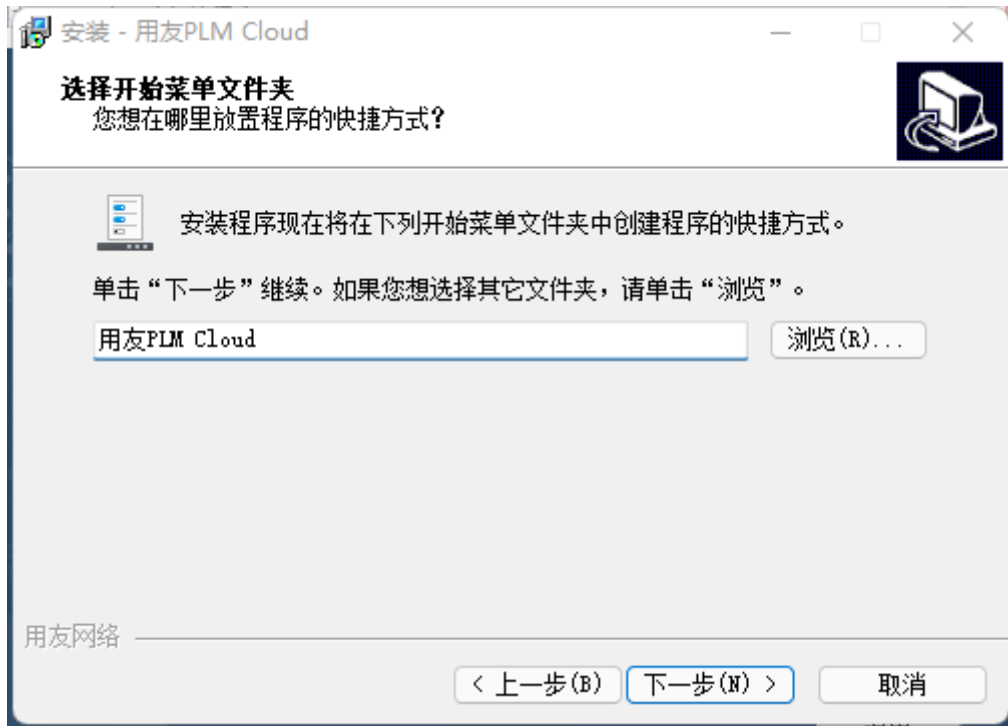 安装 - 用友PLM Cloud
选择开始菜单文件夹
您想在哪里放置程序的快捷方式？
安装程序现在将在下列开始菜单文件夹中创建程序的快捷方式。
单击“下一步”继续。如果您想选择其它文件夹，请单击“浏览”。
用友PLM Cloud
浏览(R)...
用友网络
< 上一步(B)
下一步(N) >
取消